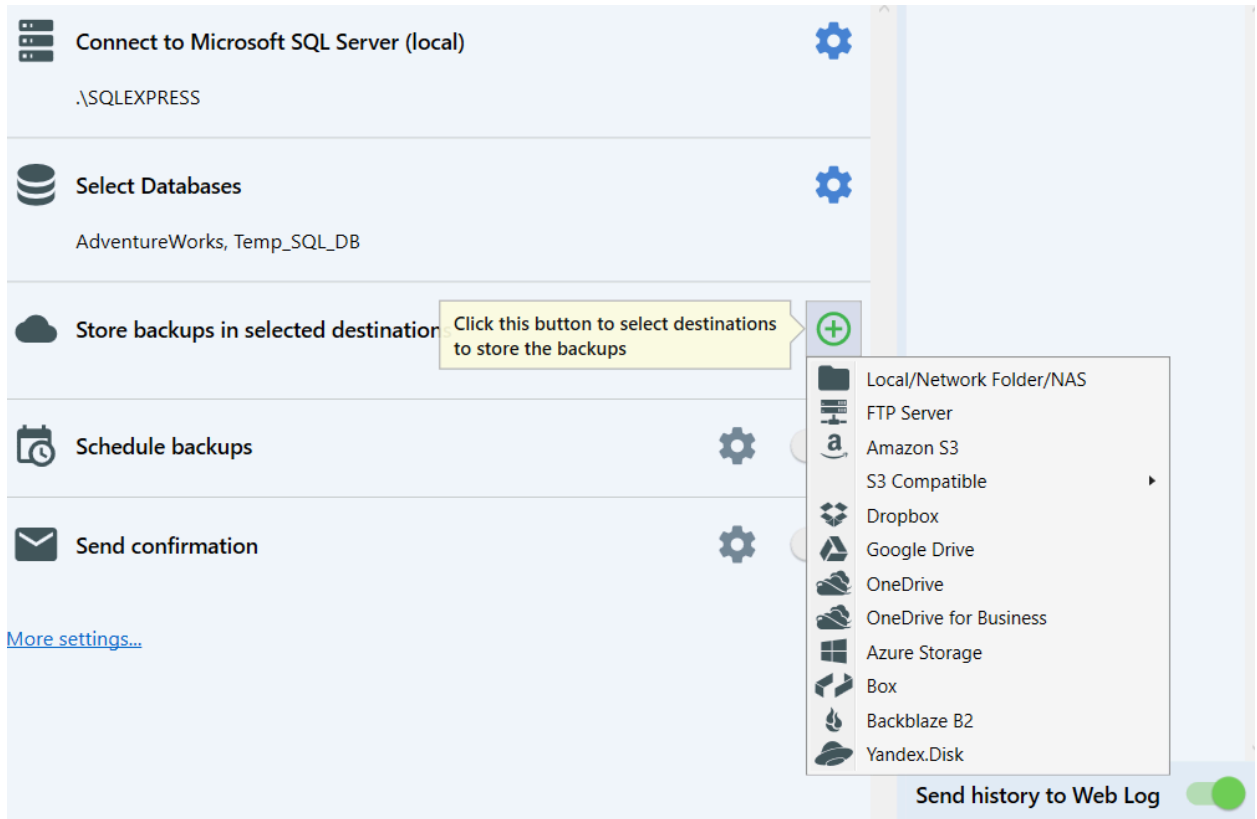 Connect to Microsoft SQL Server (local)
.\SQLEXPRESS
Select Databases
AdventureWorks, Temp_SQL_DB
Store backups in selected destinations
Click this button to select destinations
to store the backups
Local/Network Folder/NAS
FTP Server
Amazon S3
S3 Compatible
Dropbox
Google Drive
OneDrive
OneDrive for Business
Azure Storage
Box
Backblaze B2
Yandex.Disk
Schedule backups
Send confirmation
More settings...
Send history to Web Log